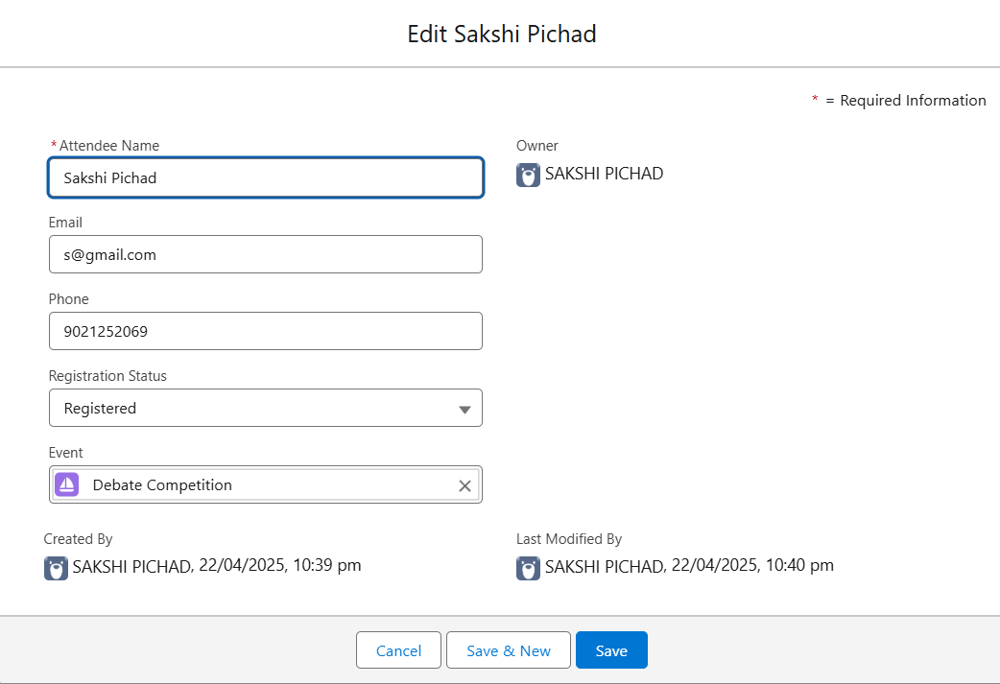 Edit Sakshi Pichad
* = Required Information
*Attendee Name
Sakshi Pichad
Owner
SAKSHI PICHAD
Email
s@gmail.com
Phone
9021252069
Registration Status
Registered
Event
Debate Competition
Created By
SAKSHI PICHAD, 22/04/2025, 10:39 pm
Last Modified By
SAKSHI PICHAD, 22/04/2025, 10:40 pm
Cancel
Save & New
Save